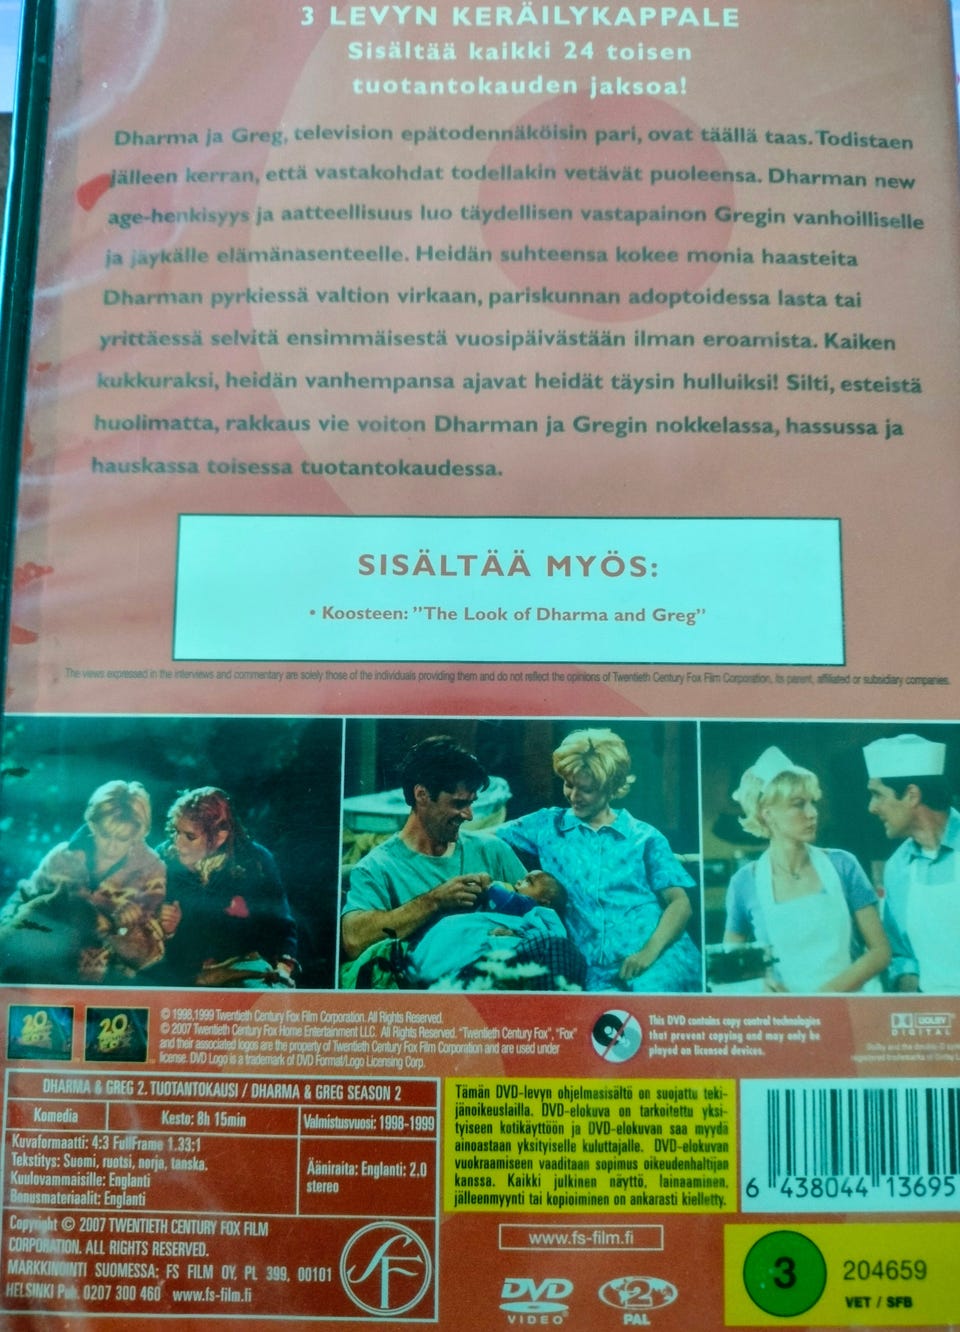 3 LEVYN KERÄILYKAPPALE
Sisältää kaikki 24 toisen
tuotantokauden jaksoa!
Dharma ja Greg, television epätodennäköisin pari, ovat täällä taas. Todistaen
jälleen kerran, että vastakohdat todellakin vetävät puoleensa. Dharman new
age-henkisyys ja aatteellisuus luo täydellisen vastapainon Gregin vanhoilliselle
ja jäykälle elämänasenteelle. Heidän suhteensa kokee monia haasteita
Dharman pyrkiessä valtion virkaan, pariskunnan adoptoidessa lasta tai
yrittäessä selvitä ensimmäisestä vuosipäivästään ilman eroamista. Kaiken
kukkuraksi, heidän vanhempansa ajavat heidät täysin hulluiksi! Silti, esteistä
huolimatta, rakkaus vie voiton Dharman ja Gregin nokkelassa, hassussa ja
hauskassa toisessa tuotantokaudessa.
SISÄLTÄÄ MYÖS:
• Koosteen: ”The Look of Dharma and Greg”
The views expressed in the interviews and commentary are solely those of the individuals providing them and do not reflect the opinions of Twentieth Century Fox Film Corporation, its parent, affiliated or subsidiary companies.
20
20
© 1998,1999 Twentieth Century Fox Film Corporation. All Rights Reserved.
© 2007 Twentieth Century Fox Home Entertainment LLC. All Rights Reserved. “Twentieth Century Fox”, “Fox”
and their associated logos are the property of Twentieth Century Fox Film Corporation and are used under
license. DVD Logo is a trademark of DVD Format/Logo Licensing Corp.
This DVD contains copy control technologies
that prevent copying and may only be
played on licensed devices.
DOLBY
DIGITAL
Dolby and the double-D
registered trademarks of Dolby
DHARMA & GREG 2. TUOTANTOKAUSI / DHARMA & GREG SEASON 2
Komedia
Kesto: 8h 15min
Valmistusvuosi: 1998-1999
Kuvaformaatti: 4:3 FullFrame 1.33:1
Tekstitys: Suomi, ruotsi, norja, tanska.
Kuulovammaisille: Englanti
Bonusmateriaalit: Englanti
Ääniraita: Englanti: 2.0
stereo
Copyright © 2007 TWENTIETH CENTURY FOX FILM
CORPORATION. ALL RIGHTS RESERVED.
MARKKINOINTI SUOMESSA: FS FILM OY, PL 399, 00101
HELSINKI Puh. 0207 300 460 www.fs-film.fi
SF
Tämän DVD-levyn ohjelmasisältö on suojattu teki-
jänoikeuslailla. DVD-elokuva on tarkoitettu yksi-
tyiseen kotikäyttöön ja DVD-elokuvan saa myydä
ainoastaan yksityiselle kuluttajalle. DVD-elokuvan
vuokraamiseen vaaditaan sopimus oikeudenhaltijan
kanssa. Kaikki julkinen näyttö, lainaaminen,
jälleenmyynti tai kopioiminen on ankarasti kielletty.
6 438044 13695
www.fs-film.fi
DVD
VIDEO
2
PAL
3
204659
VET / SFB